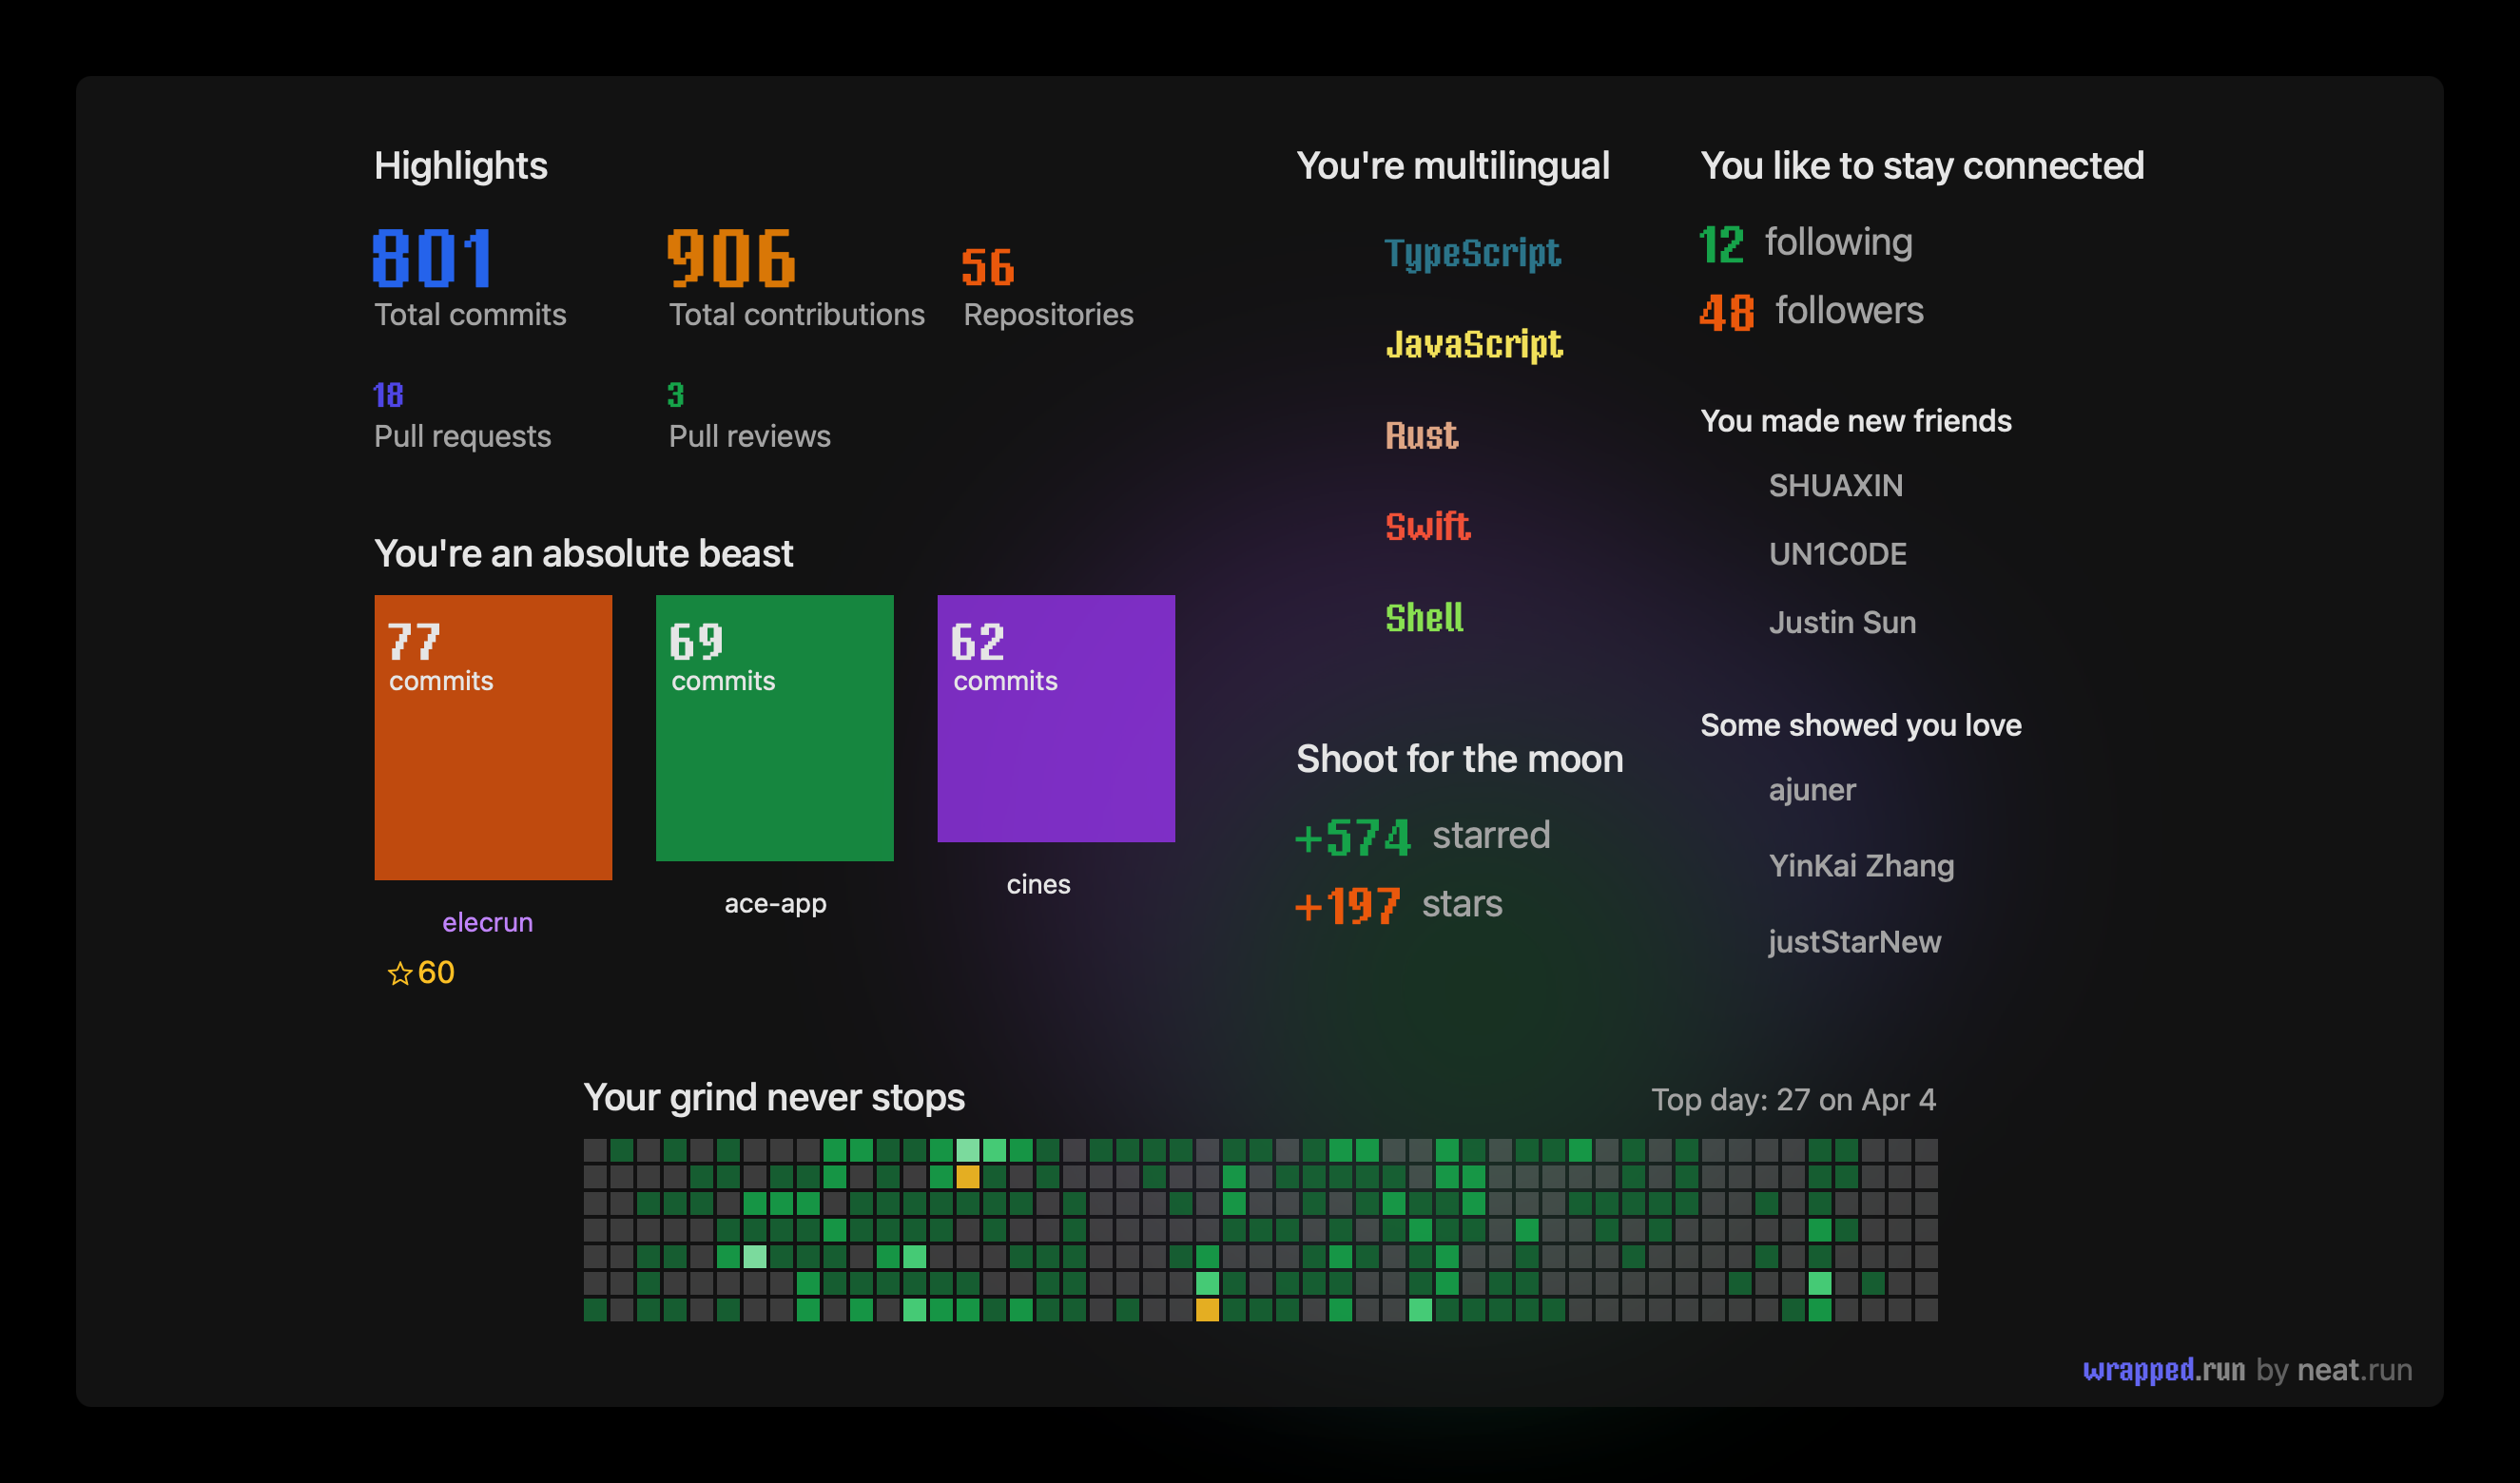 Highlights
801
Total commits
906
Total contributions
56
Repositories
18
Pull requests
3
Pull reviews
You're an absolute beast
77
commits
elecrun
☆60
69
commits
ace-app
62
commits
cines
You're multilingual
TypeScript
JavaScript
Rust
Swift
Shell
Shoot for the moon
+574 starred
+197 stars
You like to stay connected
12 following
48 followers
You made new friends
SHUAXIN
UN1C0DE
Justin Sun
Some showed you love
ajuner
YinKai Zhang
justStarNew
Your grind never stops
Top day: 27 on Apr 4
wrapped.run by neat.run